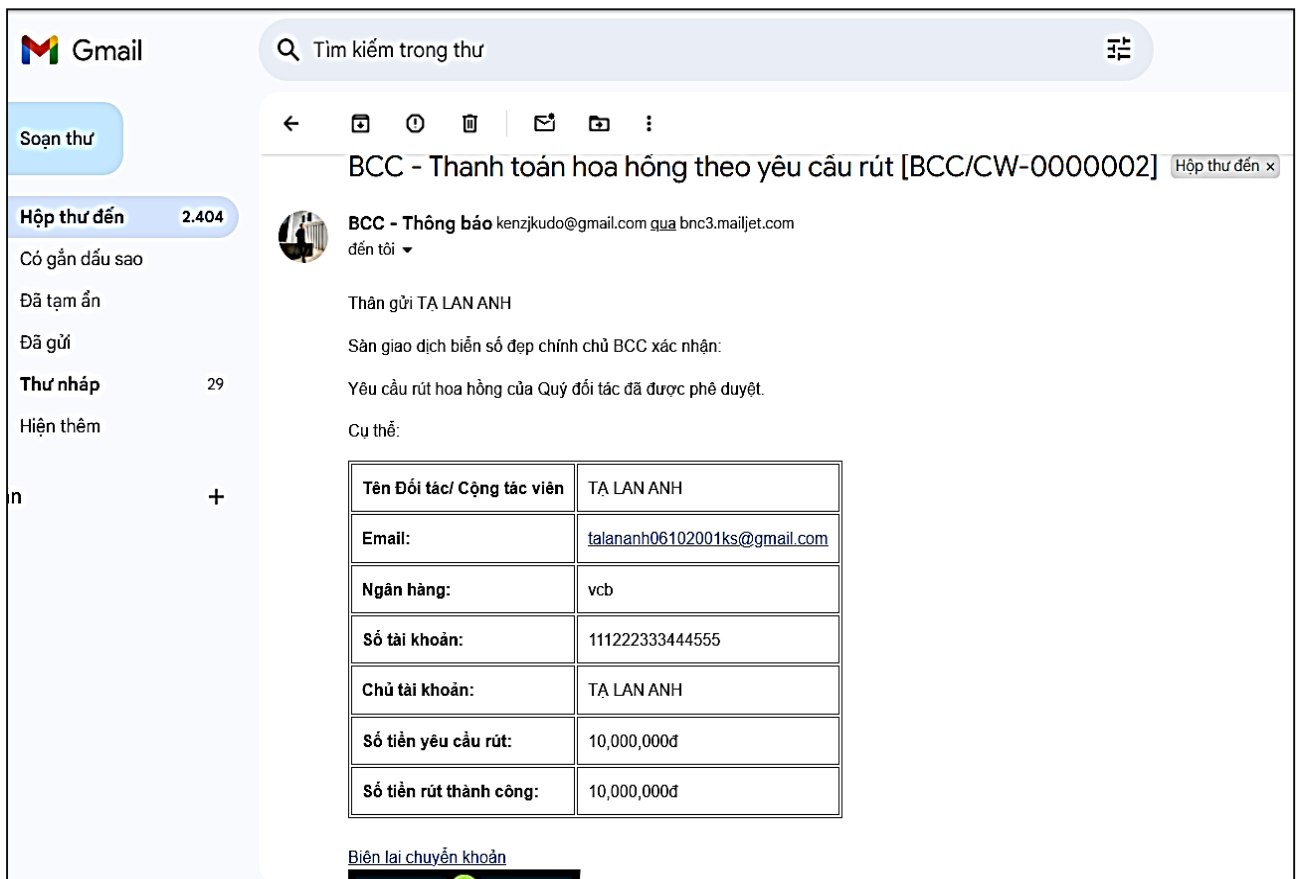 Gmail
Tìm kiếm trong thư
Soạn thư
Hộp thư đến 2.404
Có gắn dấu sao
Đã tạm ẩn
Đã gửi
Thư nháp 29
Hiện thêm
BCC - Thanh toán hoa hồng theo yêu cầu rút [BCC/CW-0000002] Hộp thư đến ×
BCC - Thông báo kenzjkudo@gmail.com qua bnc3.mailjet.com
đến tôi
Thân gửi TẠ LAN ANH
Sàn giao dịch biển số đẹp chính chủ BCC xác nhận:
Yêu cầu rút hoa hồng của Quý đối tác đã được phê duyệt.
Cụ thể:
Tên Đối tác/ Cộng tác viên TẠ LAN ANH
Email: talananh06102001ks@gmail.com
Ngân hàng: vcb
Số tài khoản: 111222333444555
Chủ tài khoản: TẠ LAN ANH
Số tiền yêu cầu rút: 10,000,000đ
Số tiền rút thành công: 10,000,000đ
Biên lai chuyển khoản